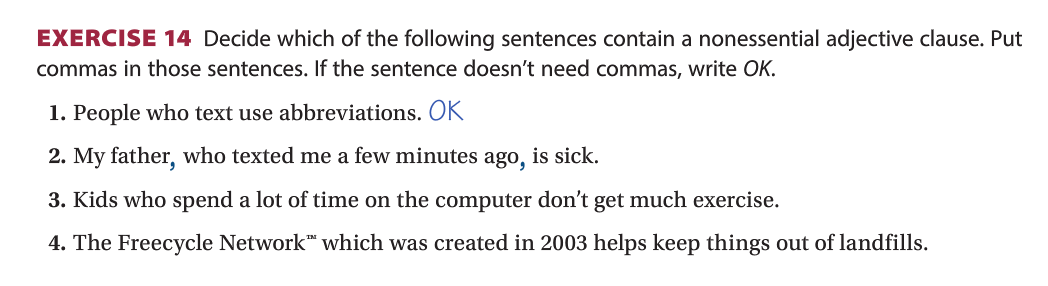 EXERCISE 14 Decide which of the following sentences contain a nonessential adjective clause. Put
commas in those sentences. If the sentence doesn’t need commas, write OK.
1. People who text use abbreviations. OK
2. My father, who texted me a few minutes ago, is sick.
3. Kids who spend a lot of time on the computer don’t get much exercise.
4. The Freecycle Network™ which was created in 2003 helps keep things out of landfills.